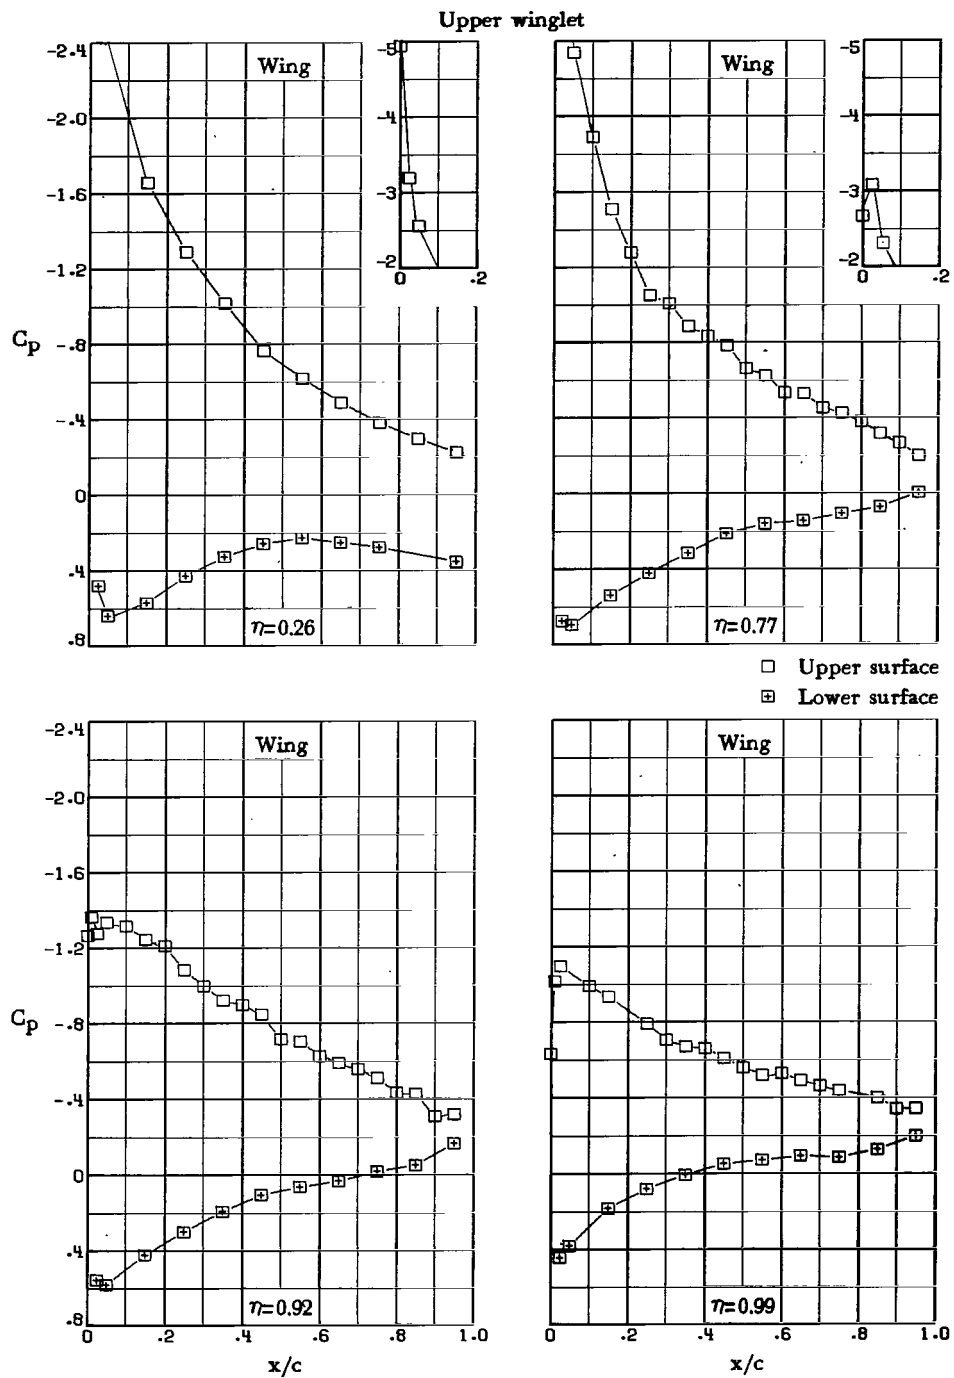 Upper winglet
-2.4
-2.0
-1.6
-1.2
-.8
-.4
0
.4
.8
Cp
Wing
-5
-4
-3
-2
0
.2
η=0.26
Wing
-5
-4
-3
-2
0
.2
η=0.77
Upper surface
Lower surface
-2.4
-2.0
-1.6
-1.2
-.8
-.4
0
.4
.8
Cp
Wing
η=0.92
0
.2
.4
.6
.8
1.0
x/c
Wing
η=0.99
0
.2
.4
.6
.8
1.0
x/c